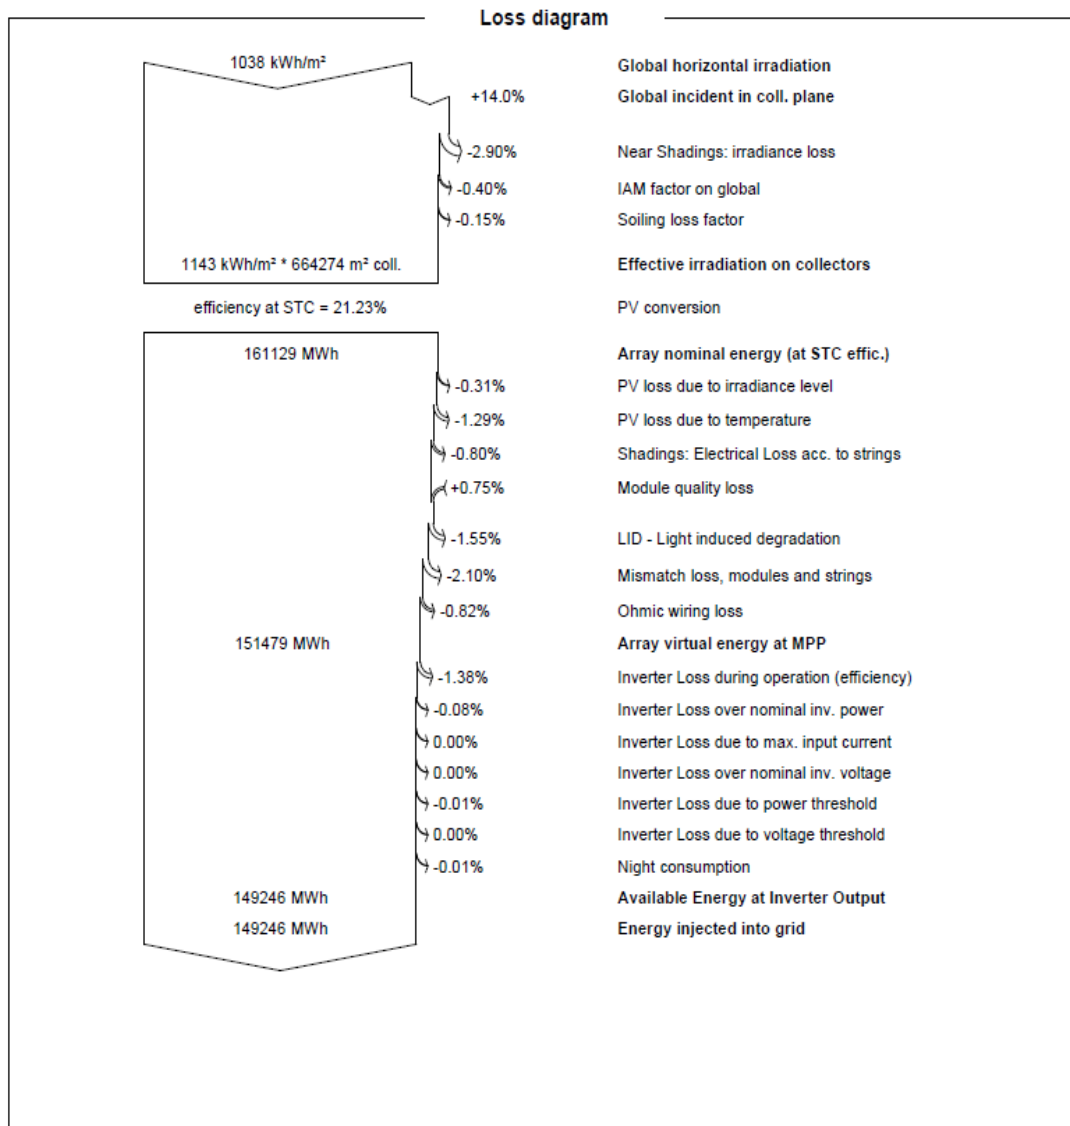 Loss diagram
1038 kWh/m² Global horizontal irradiation
+14.0% Global incident in coll. plane
-2.90% Near Shadings: irradiance loss
-0.40% IAM factor on global
-0.15% Soiling loss factor
1143 kWh/m² * 664274 m² coll. Effective irradiation on collectors
efficiency at STC = 21.23% PV conversion
161129 MWh Array nominal energy (at STC effic.)
-0.31% PV loss due to irradiance level
-1.29% PV loss due to temperature
-0.80% Shadings: Electrical Loss acc. to strings
+0.75% Module quality loss
-1.55% LID - Light induced degradation
-2.10% Mismatch loss, modules and strings
-0.82% Ohmic wiring loss
151479 MWh Array virtual energy at MPP
-1.38% Inverter Loss during operation (efficiency)
-0.08% Inverter Loss over nominal inv. power
0.00% Inverter Loss due to max. input current
0.00% Inverter Loss over nominal inv. voltage
-0.01% Inverter Loss due to power threshold
0.00% Inverter Loss due to voltage threshold
-0.01% Night consumption
149246 MWh Available Energy at Inverter Output
149246 MWh Energy injected into grid